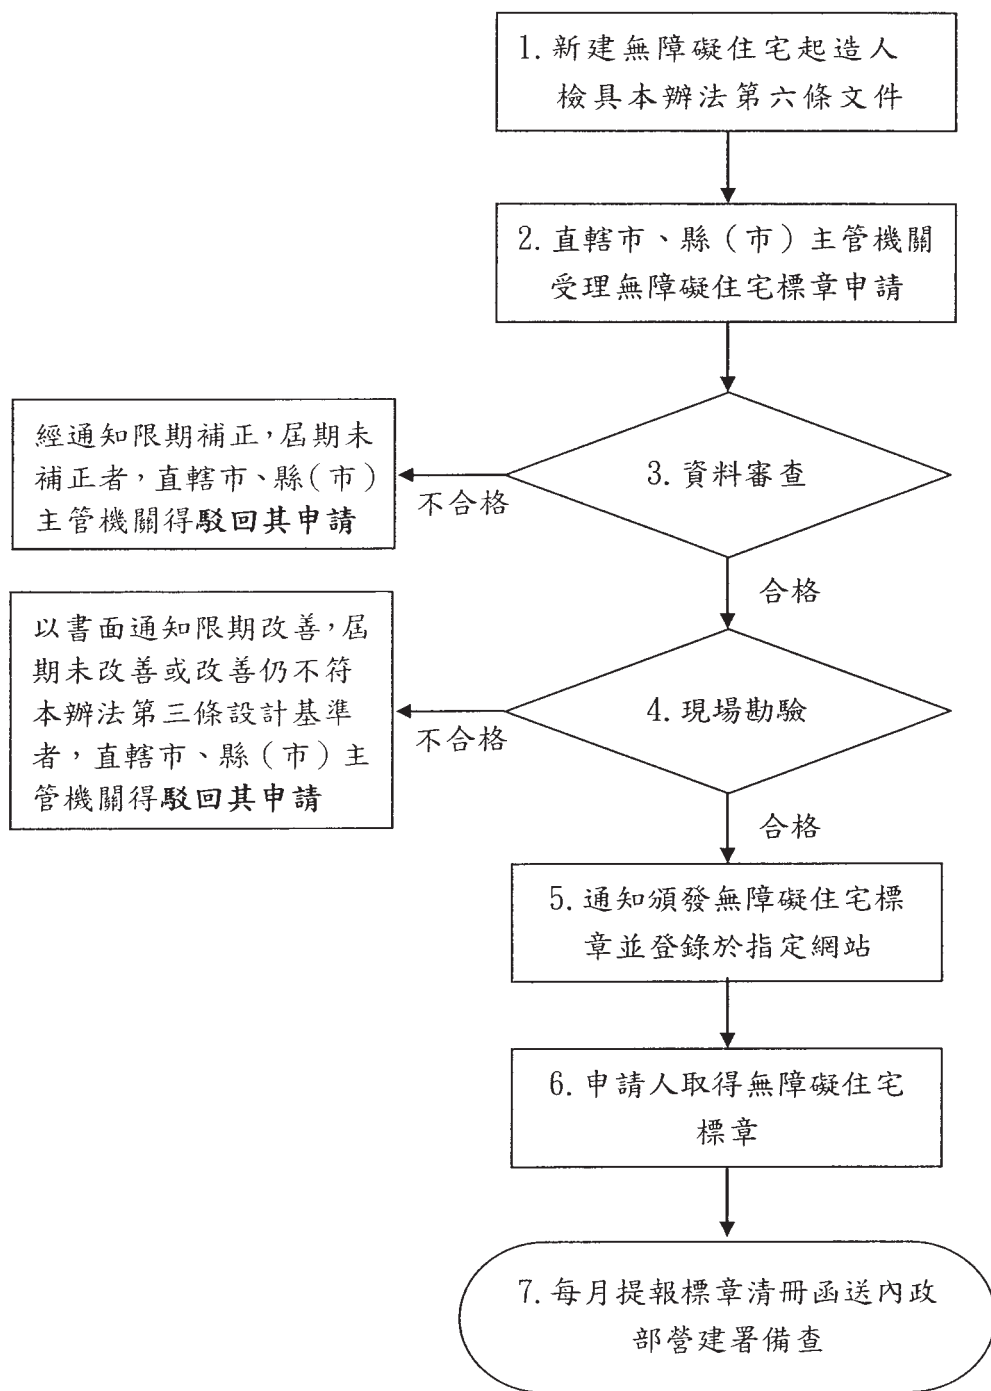 1. 新建無障礙住宅起造人
檢具本辦法第六條文件
2. 直轄市、縣（市）主管機關
受理無障礙住宅標章申請
3. 資料審查
不合格
經通知限期補正，屆期未
補正者，直轄市、縣（市）
主管機關得駁回其申請
合格
4. 現場勘驗
不合格
以書面通知限期改善，屆
期未改善或改善仍不符
本辦法第三條設計基準
者，直轄市、縣（市）主
管機關得駁回其申請
合格
5. 通知頒發無障礙住宅標
章並登錄於指定網站
6. 申請人取得無障礙住宅
標章
7. 每月提報標章清冊函送內政
部營建署備查